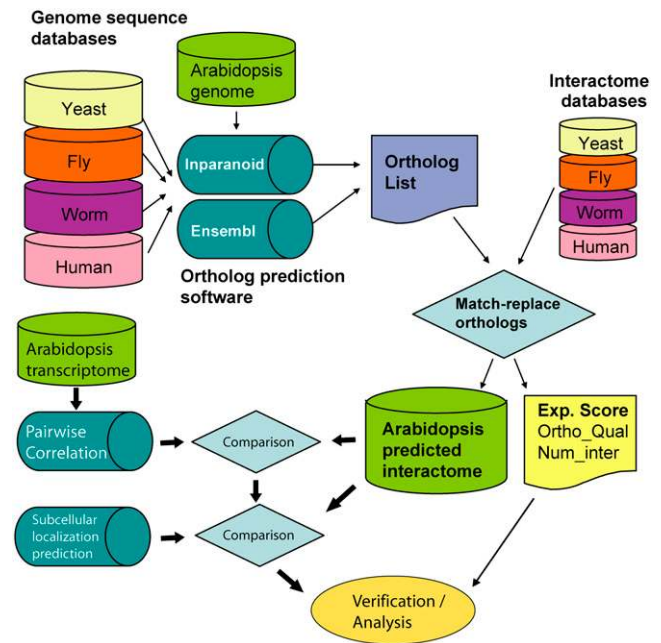 Genome sequence
databases
Arabidopsis
genome
Yeast
Fly
Worm
Human
Inparanoid
Ensembl
Ortholog prediction
software
Ortholog
List
Interactome
databases
Yeast
Fly
Worm
Human
Match-replace
orthologs
Arabidopsis
transcriptome
Pairwise
Correlation
Comparison
Arabidopsis
predicted
interactome
Exp. Score
Ortho_Qual
Num_inter
Subcellular
localization
prediction
Comparison
Verification /
Analysis